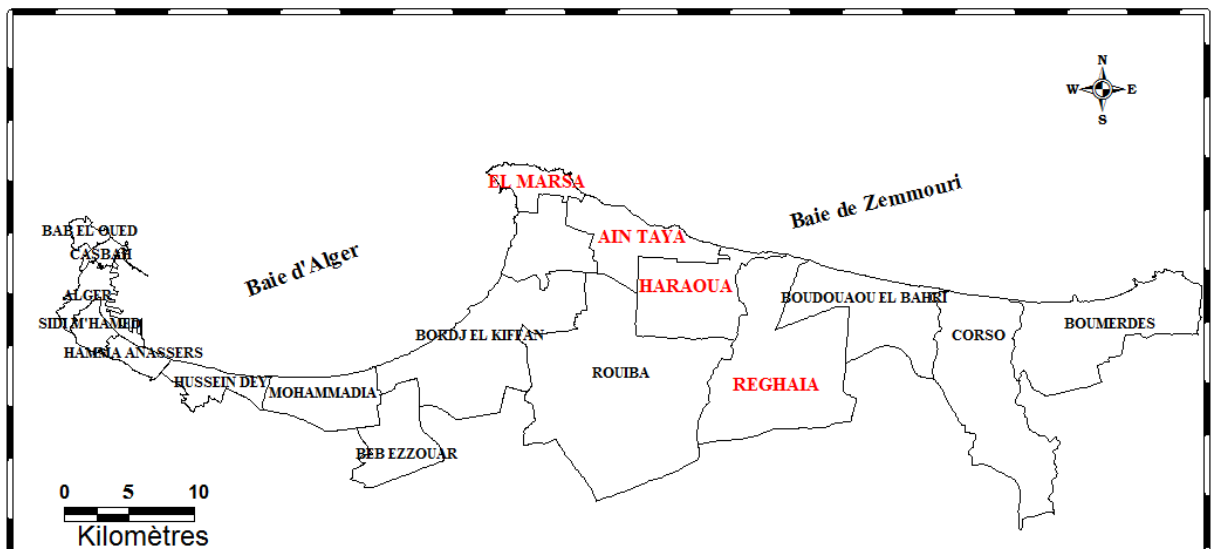 N
W E
S
EL MARSA
Baie de Zemmouri
BAB EL OUED
AIN TAYA
CASBAH
Baie d'Alger
HARAOUA
ALGER
BOUDOUAOU EL BAHRI
SIDI M'HAMED
BOUMERDES
BORDJ EL KIFFAN
CORSO
HAMMA ANASSERS
ROUIBA
HUSSEIN DEY
REGHAIA
MOHAMMADIA
BEB EZZOUAR
0 5 10
Kilomètres